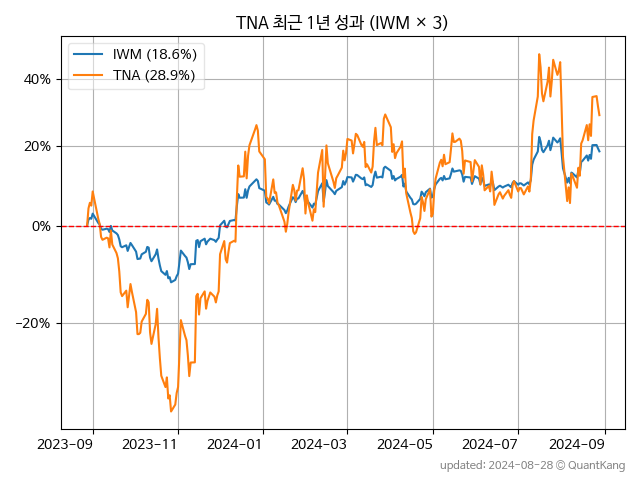 TNA 최근 1년 성과 (IWM × 3)
IWM (18.6%)
TNA (28.9%)
40%
20%
0%
−20%
2023-09
2023-11
2024-01
2024-03
2024-05
2024-07
2024-09
updated: 2024-08-28 © QuantKang